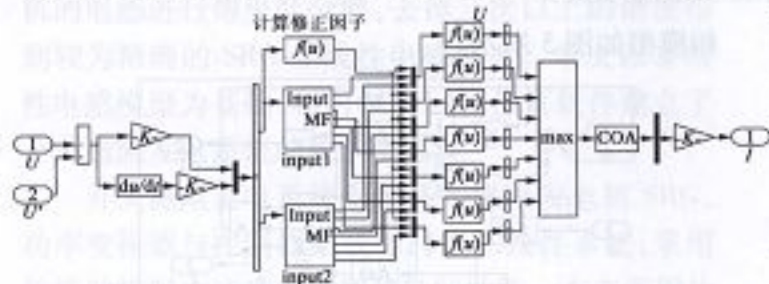 计算修正因子
U
f(u)
f(u)
f(u)
f(u)
f(u)
f(u)
f(u)
f(u)
Input
MF
input1
Input
MF
input2
1
U
2
U'
K
du/dt
K
max
COA
K
1
I